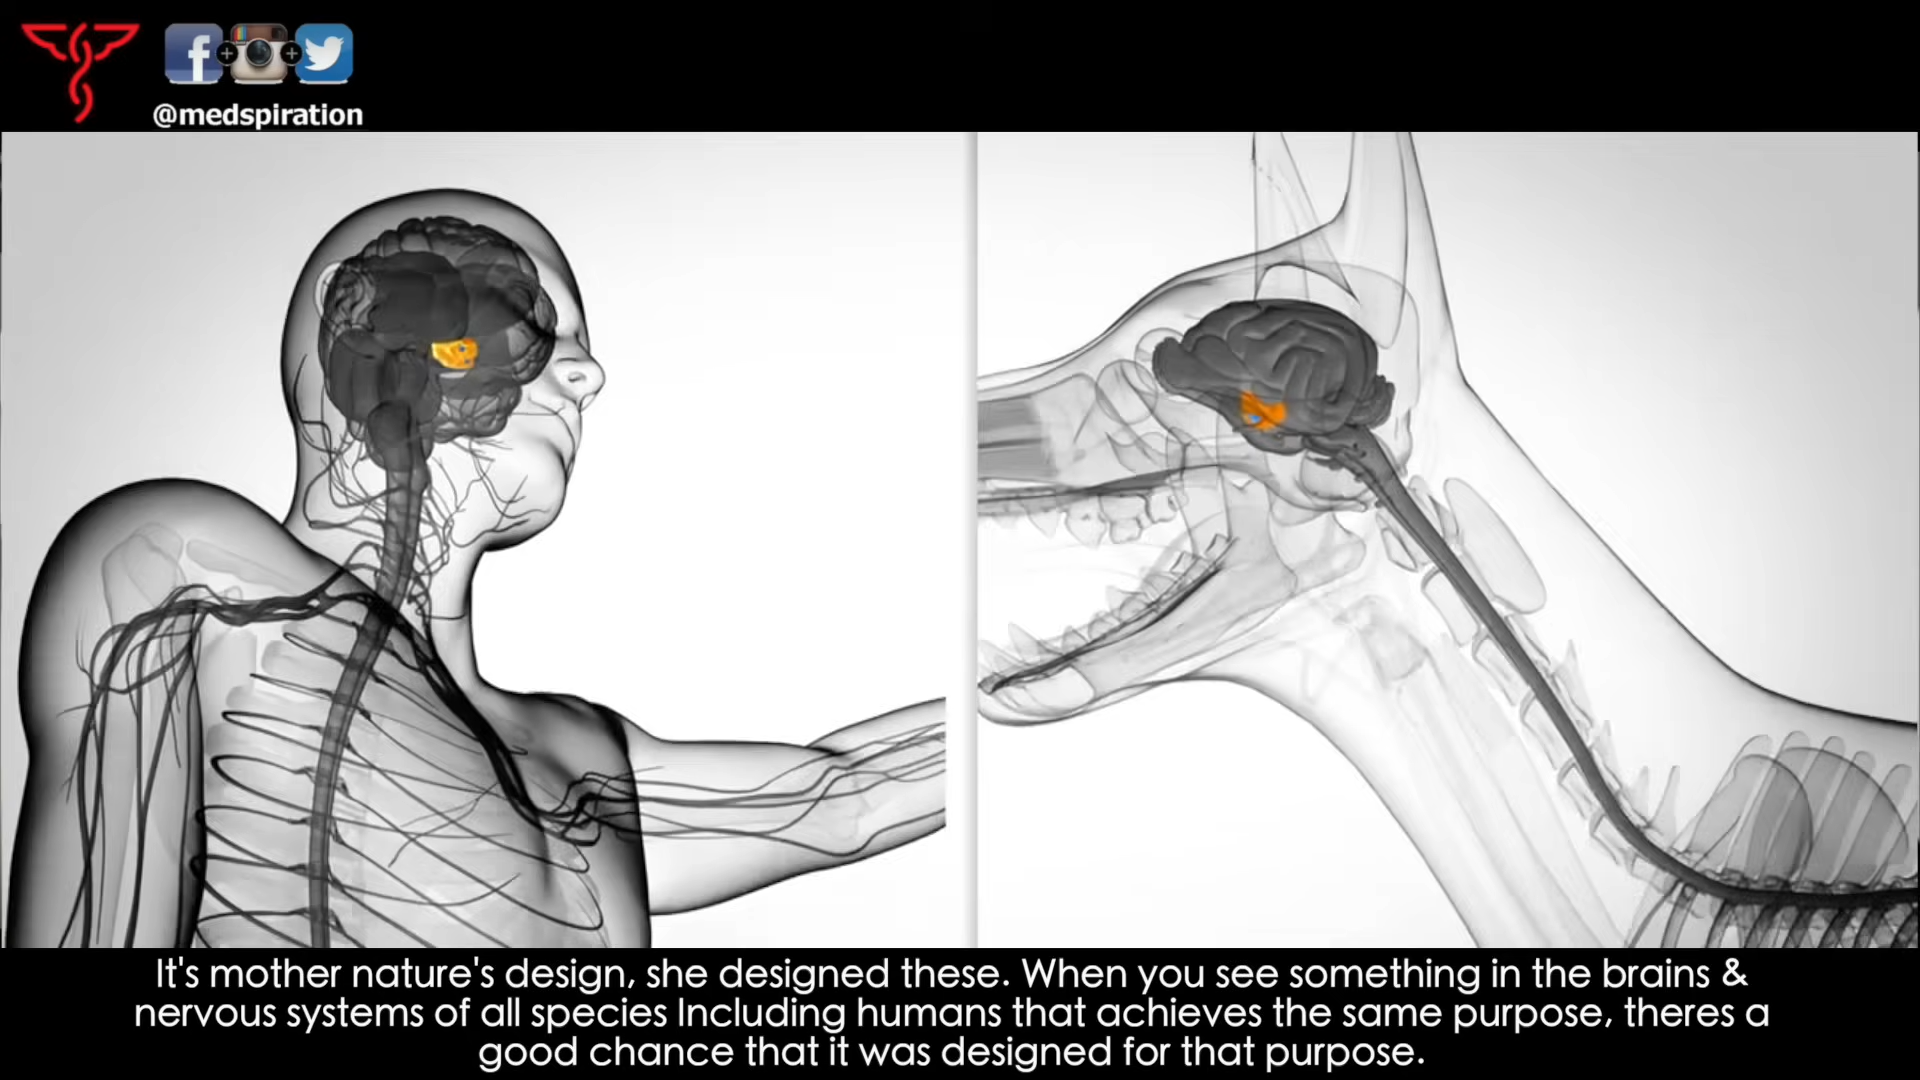 @medspiration
It's mother nature's design, she designed these. When you see something in the brains &
nervous systems of all species Including humans that achieves the same purpose, theres a
good chance that it was designed for that purpose.